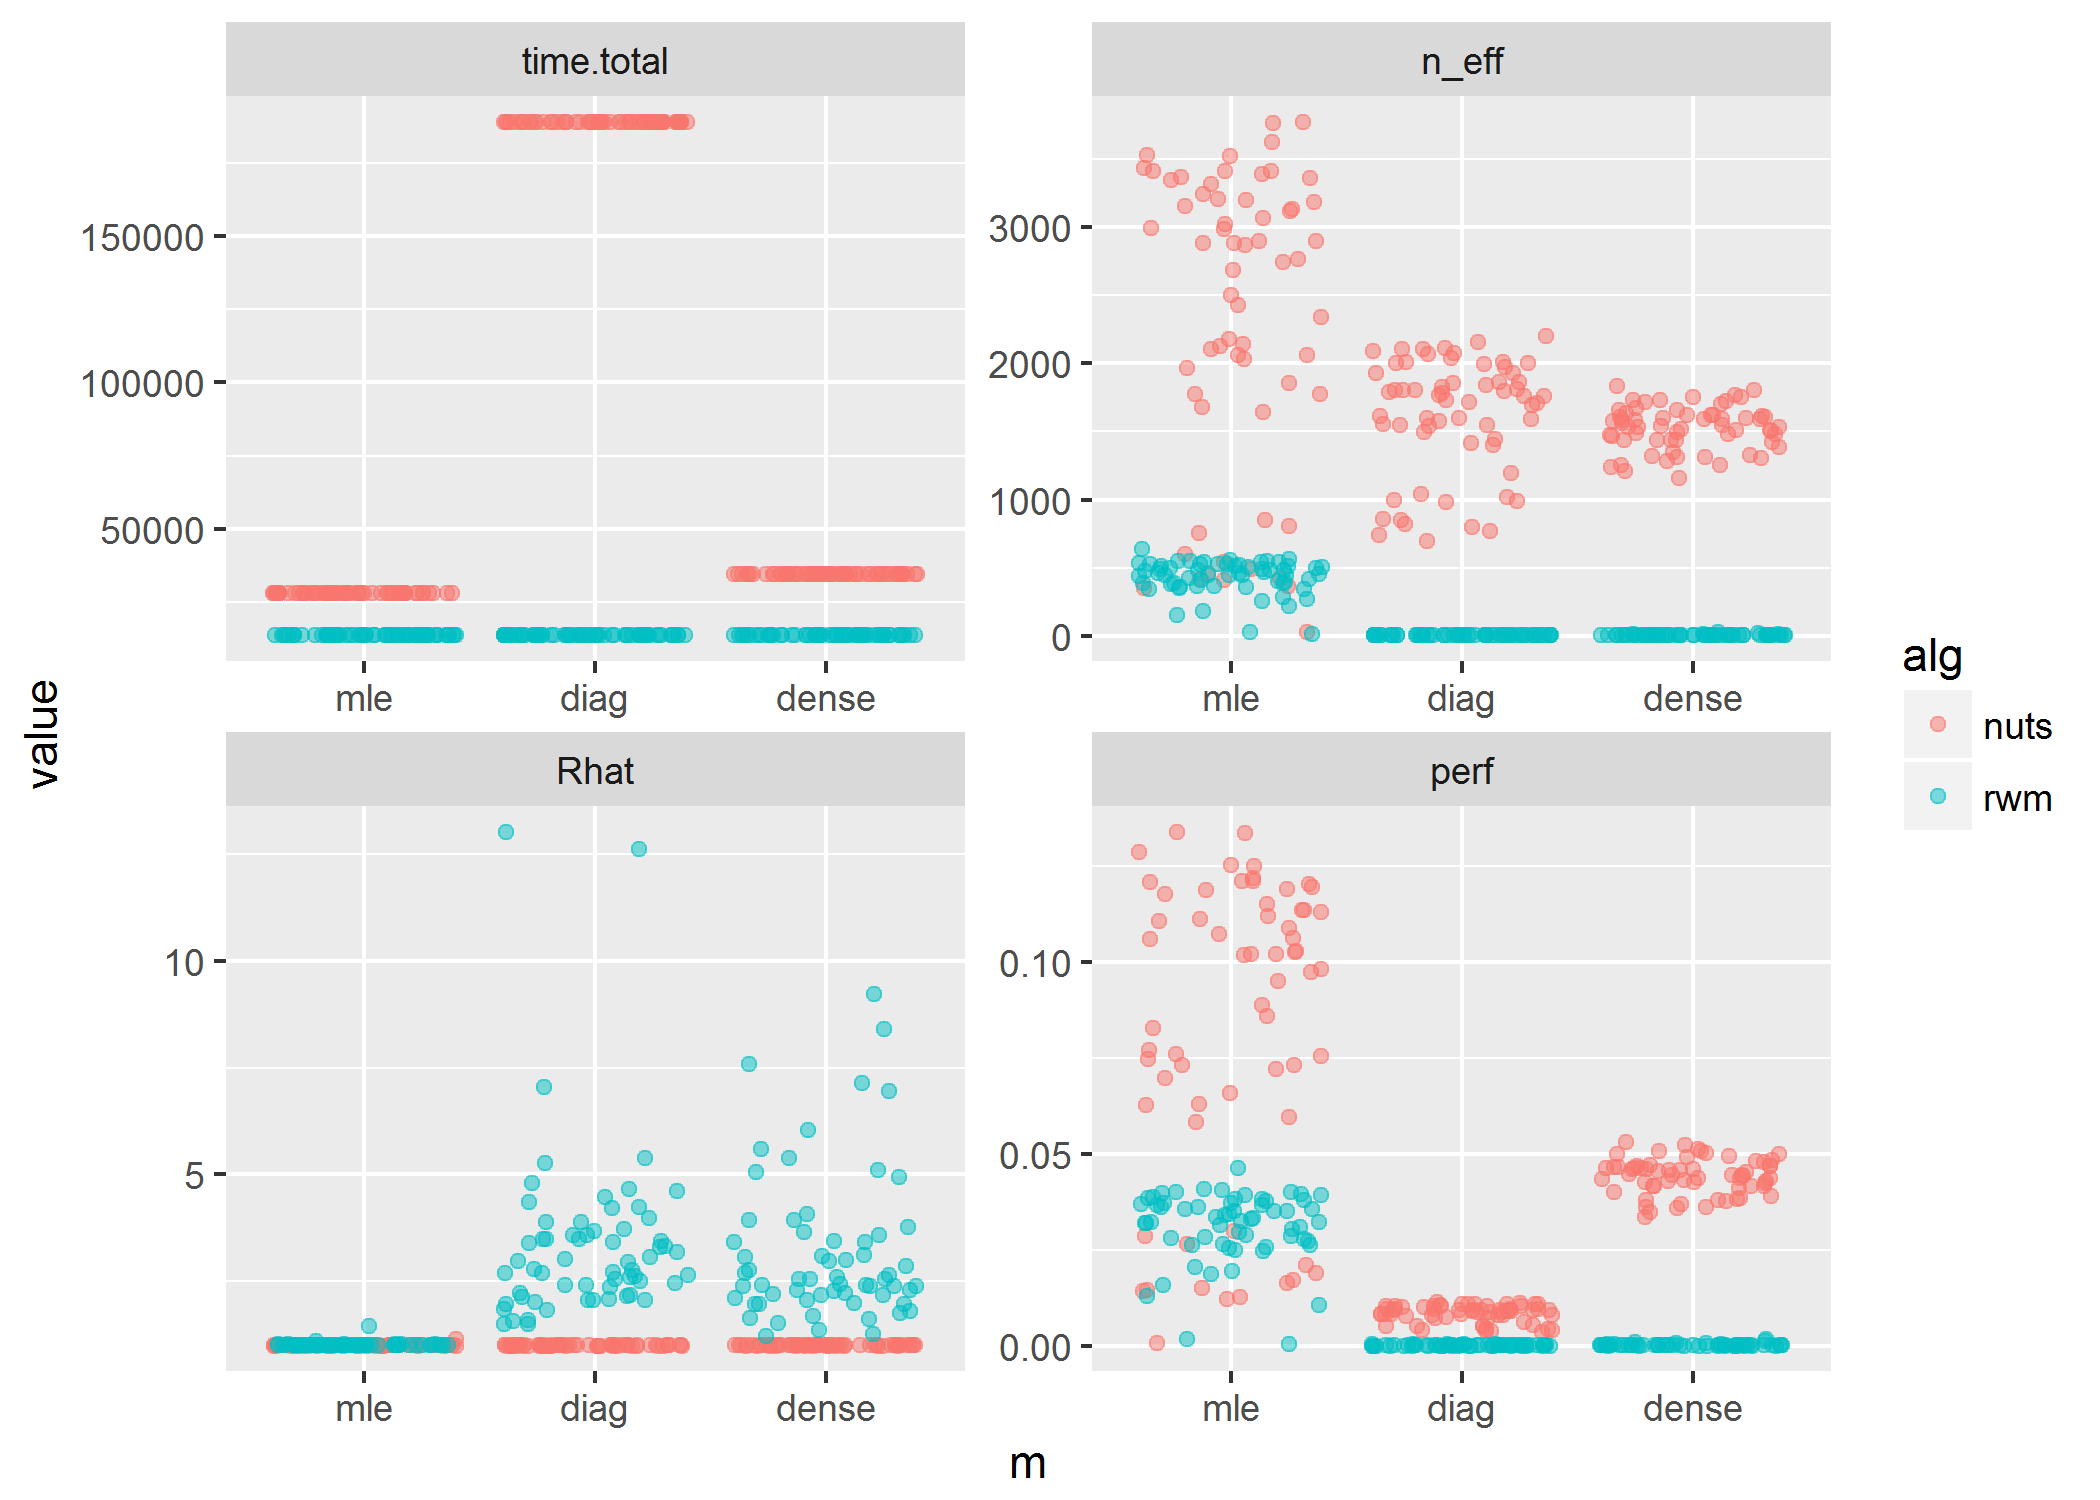 time.total
n_eff
150000
100000
50000
3000
2000
1000
0
mle
diag
dense
mle
diag
dense
value
Rhat
perf
10
5
0.10
0.05
0.00
mle
diag
dense
mle
diag
dense
m
alg
nuts
rwm